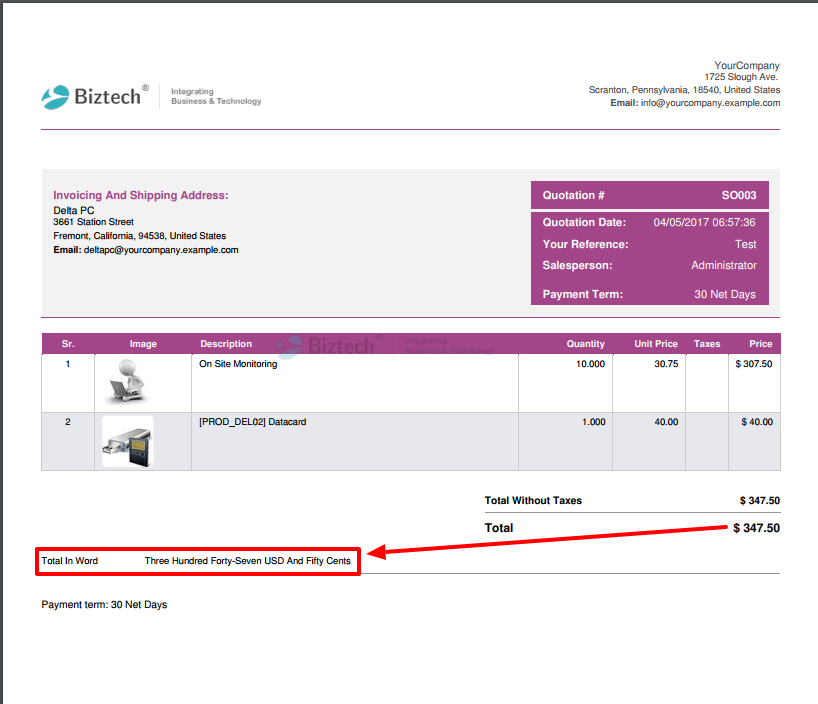 Biztech®
Integrating
Business & Technology
YourCompany
1725 Slough Ave.
Scranton, Pennsylvania, 18540, United States
Email: info@yourcompany.example.com
Invoicing And Shipping Address:
Delta PC
3661 Station Street
Fremont, California, 94538, United States
Email: deltapc@yourcompany.example.com
Quotation # SO003
Quotation Date: 04/05/2017 06:57:36
Your Reference: Test
Salesperson: Administrator
Payment Term: 30 Net Days
Biztech®
Integrating
Business & Technology
Sr. Image Description Quantity Unit Price Taxes Price
1 On Site Monitoring 10.000 30.75 $ 307.50
2 [PROD_DEL02] Datacard 1.000 40.00 $ 40.00
Total Without Taxes $ 347.50
Total $ 347.50
Total In Word Three Hundred Forty-Seven USD And Fifty Cents
Payment term: 30 Net Days